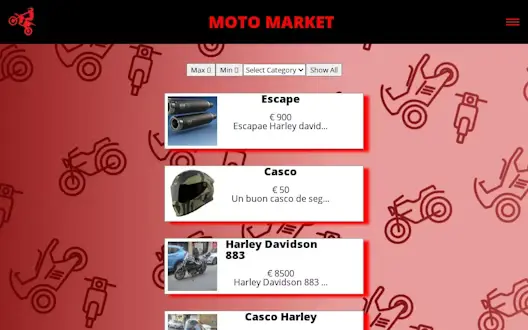 MOTO MARKET
Max
Min
Select Category
Show All
Escape
€ 900
Escapae Harley david...
Casco
€ 50
Un buon casco de seg...
Harley Davidson
883
€ 8500
Harley Davidson 883 ...
Casco Harley